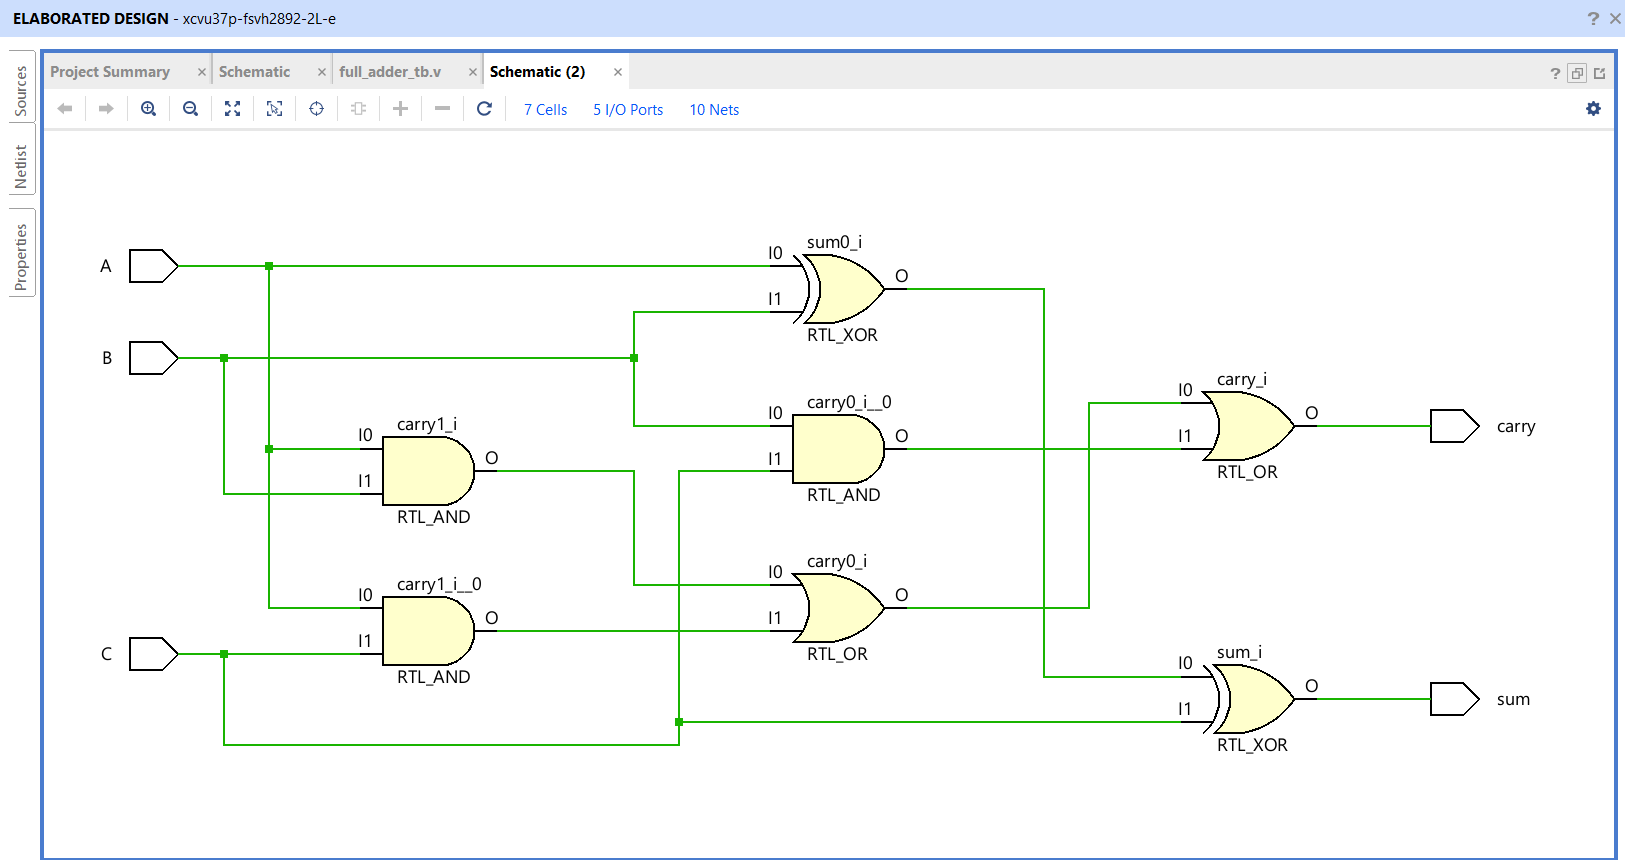 ELABORATED DESIGN - xcvu37p-fsvh2892-2L-e
? ×
Sources
Netlist
Properties
Project Summary × Schematic × full_adder_tb.v × Schematic (2) ×
?
7 Cells 5 I/O Ports 10 Nets
sum0_i
A I0 O
I1
RTL_XOR
B
carry_i
carry0_i__0 I0 O
I0 O I1 carry
carry1_i RTL_OR
I0 O I1
I1 RTL_AND
RTL_AND
carry0_i
carry1_i__0 I0 O
I0 O I1
I1 RTL_OR
C sum_i
RTL_AND I0 O
I1 sum
RTL_XOR